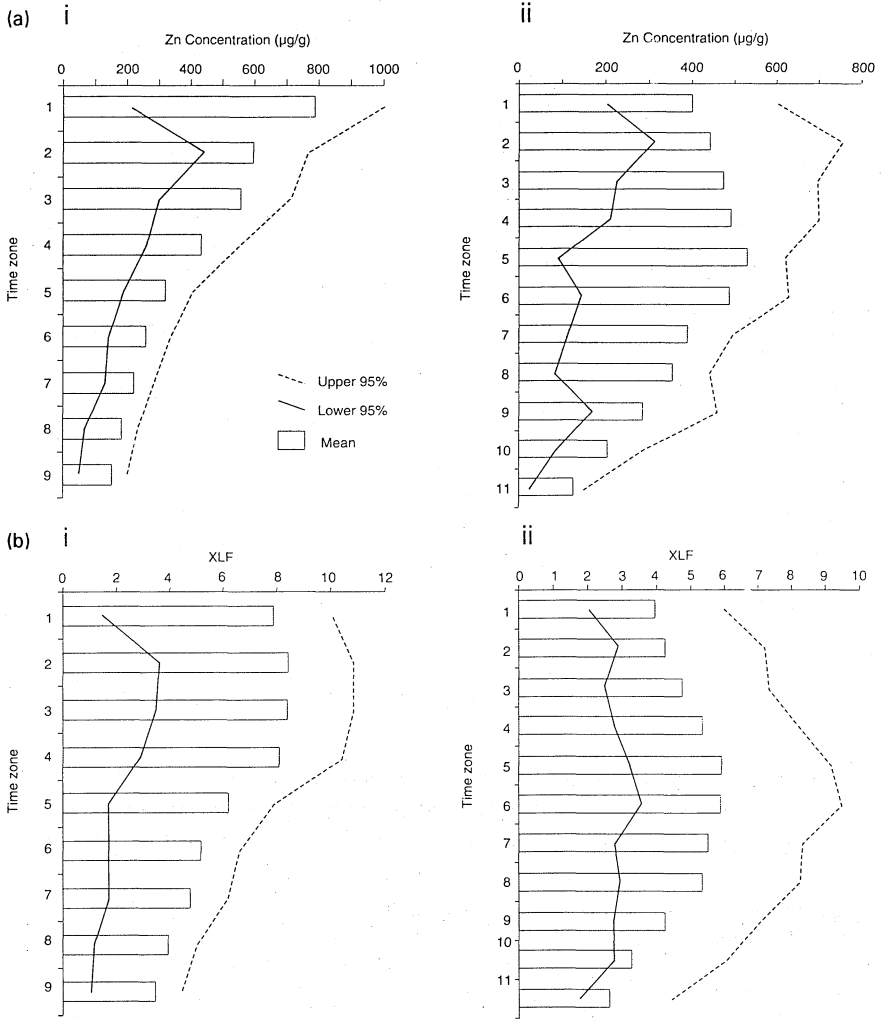 (a) i
Zn Concentration (µg/g)
0 200 400 600 800 1000
Time zone
1
2
3
4
5
6
7
8
9
Upper 95%
Lower 95%
Mean
ii
Zn Concentration (µg/g)
0 200 400 600 800
Time zone
1
2
3
4
5
6
7
8
9
10
11
(b) i
XLF
0 2 4 6 8 10 12
Time zone
1
2
3
4
5
6
7
8
9
ii
XLF
0 1 2 3 4 5 6 7 8 9 10
Time zone
1
2
3
4
5
6
7
8
9
10
11